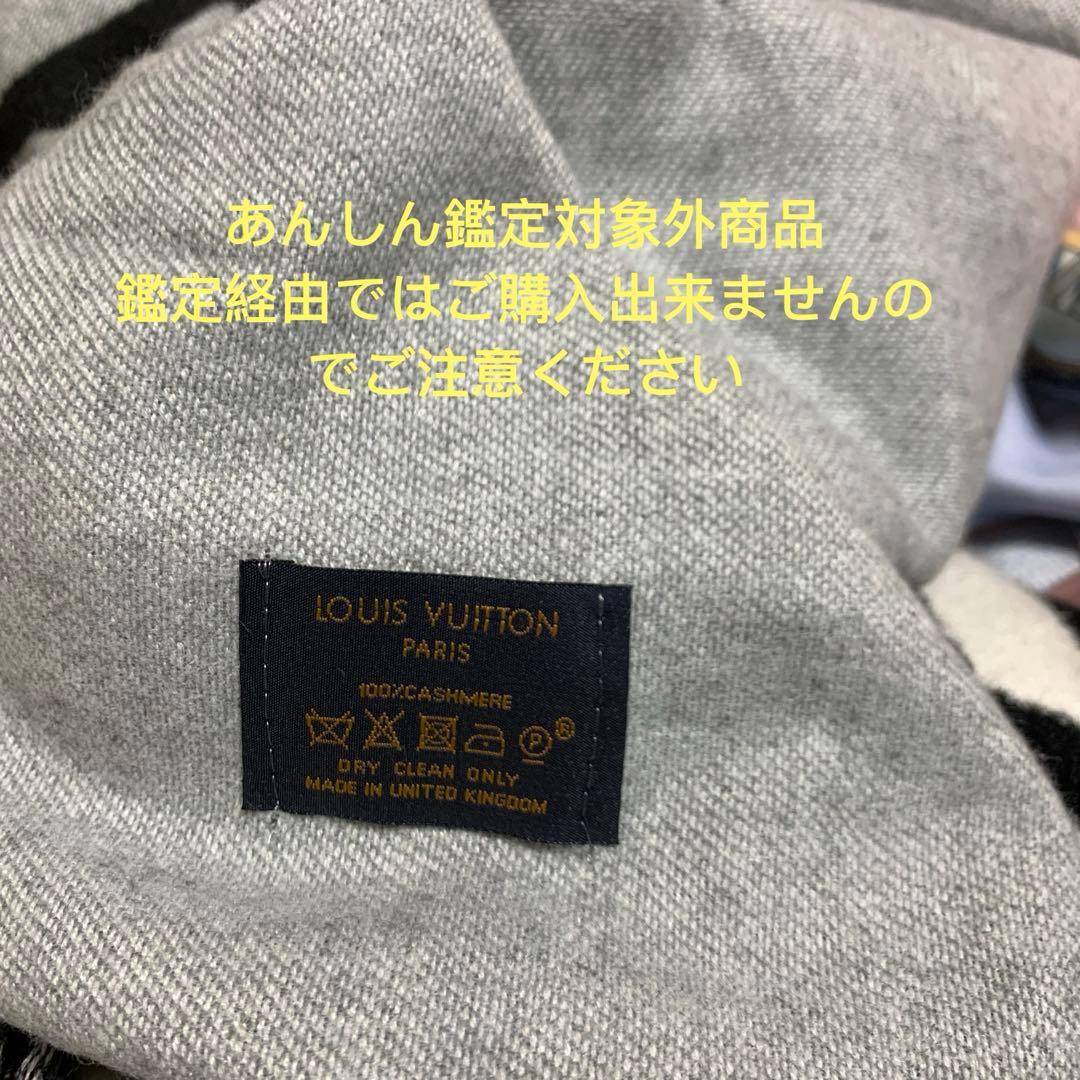 あんしん鑑定対象外商品
鑑定経由ではご購入出来ませんの
でご注意ください
LOUIS VUITTON
PARIS
100%CASHMERE
P®
DRY CLEAN ONLY
MADE IN UNITED KINGDOM